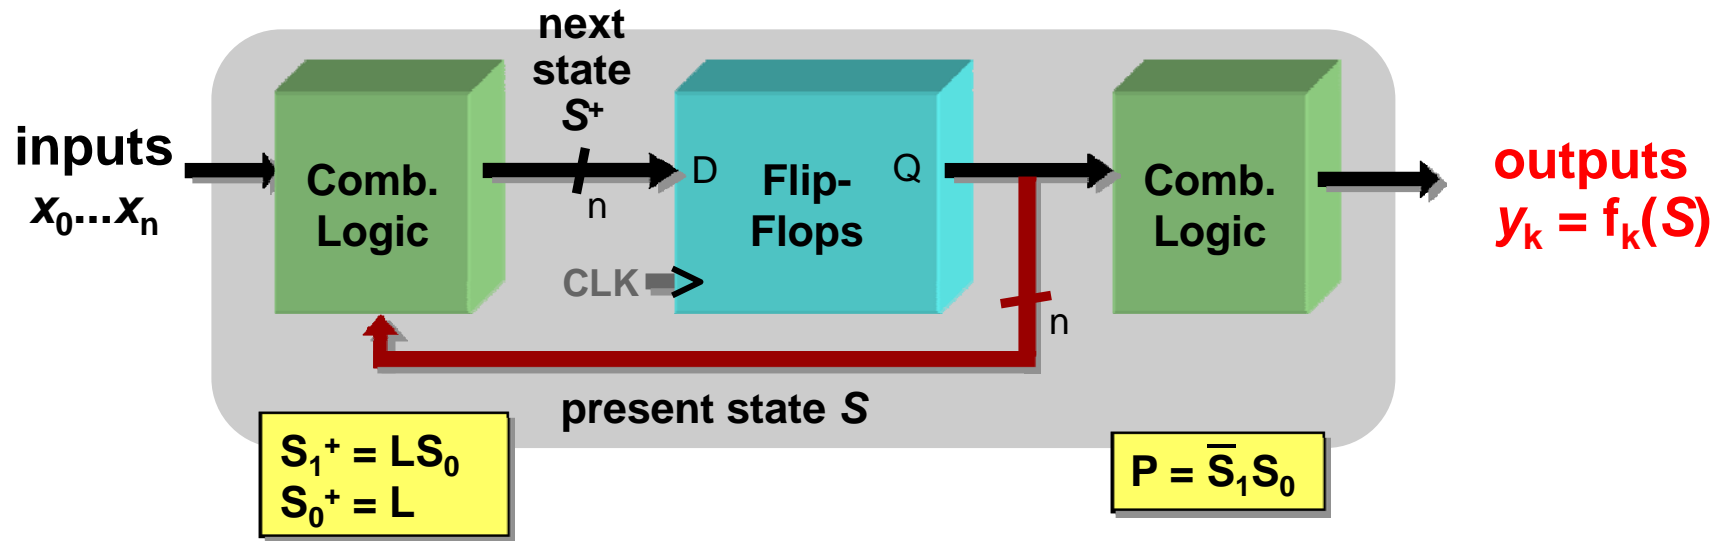 next
state
S⁺
inputs
x₀...xₙ
Comb.
Logic
n
D
Flip-
Flops
Q
CLK
n
Comb.
Logic
outputs
yₖ = fₖ(S)
present state S
S₁⁺ = LS₀
S₀⁺ = L
P = S̅₁S₀